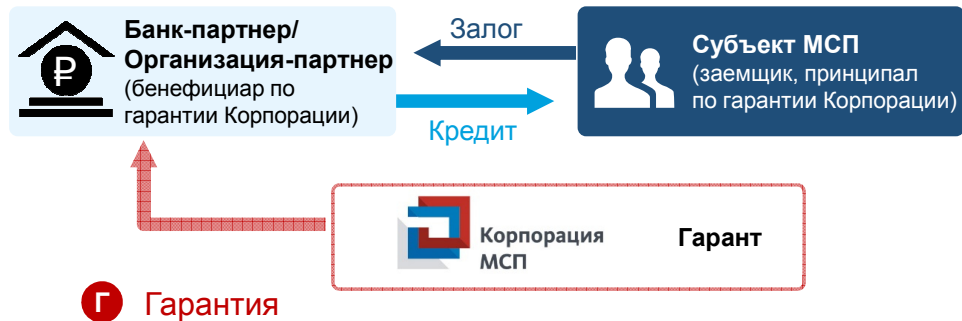 Банк-партнер/
Организация-партнер
(бенефициар по
гарантии Корпорации)
Залог
Кредит
Субъект МСП
(заемщик, принципал
по гарантии Корпорации)
Корпорация
МСП
Гарант
Г Гарантия